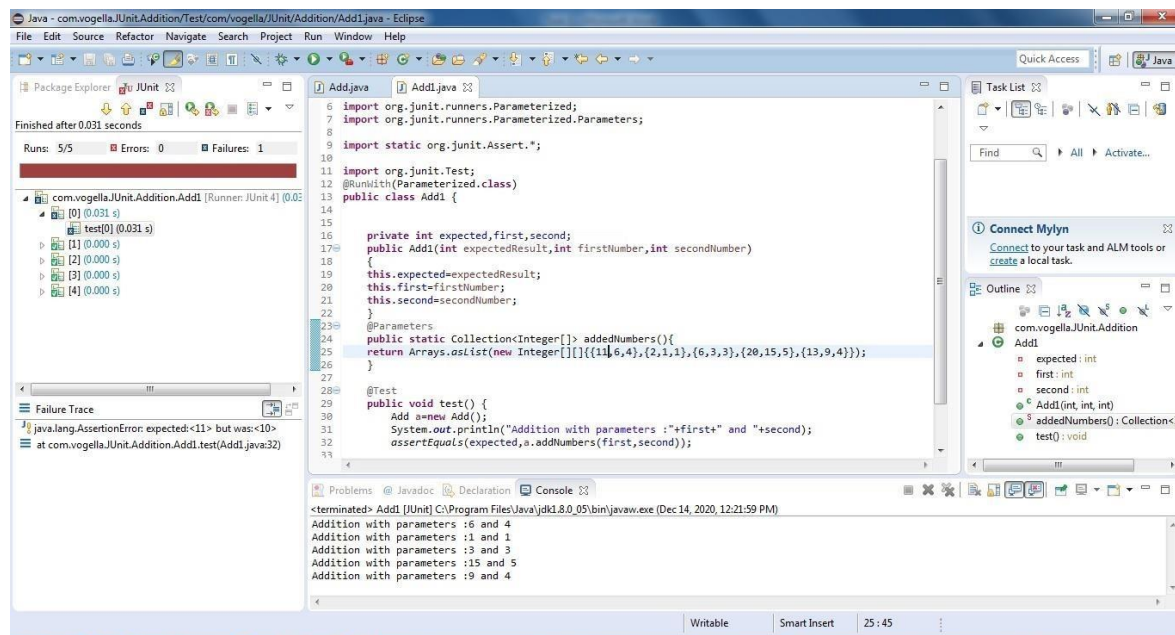 Java - com.vogella.JUnit.Addition/Test/com/vogella/JUnit/Addition/Add1.java - Eclipse
File Edit Source Refactor Navigate Search Project Run Window Help
Quick Access
Java
Package Explorer JUnit
Finished after 0.031 seconds
Runs: 5/5 Errors: 0 Failures: 1
com.vogella.JUnit.Addition.Add1 [Runner: JUnit 4] (0.03
[0] (0.031 s)
test[0] (0.031 s)
[1] (0.000 s)
[2] (0.000 s)
[3] (0.000 s)
[4] (0.000 s)
Failure Trace
java.lang.AssertionError: expected:<11> but was:<10>
at com.vogella.JUnit.Addition.Add1.test(Add1.java:32)
Add.java Add1.java
6 import org.junit.runners.Parameterized;
7 import org.junit.runners.Parameterized.Parameters;
8
9 import static org.junit.Assert.*;
10
11 import org.junit.Test;
12 @RunWith(Parameterized.class)
13 public class Add1 {
14
15
16 private int expected,first,second;
17 public Add1(int expectedResult,int firstNumber,int secondNumber)
18 {
19 this.expected=expectedResult;
20 this.first=firstNumber;
21 this.second=secondNumber;
22 }
23 @Parameters
24 public static Collection<Integer[]> addedNumbers(){
25 return Arrays.asList(new Integer[][]{{11,6,4},{2,1,1},{6,3,3},{20,15,5},{13,9,4}});
26 }
27
28 @Test
29 public void test() {
30 Add a=new Add();
31 System.out.println("Addition with parameters :"+first+" and "+second);
32 assertEquals(expected,a.addNumbers(first,second));
33
Task List
Find All Activate...
Connect Mylyn
Connect to your task and ALM tools or
create a local task.
Outline
com.vogella.JUnit.Addition
Add1
expected : int
first : int
second : int
Add1(int, int, int)
addedNumbers() : Collection<
test() : void
Problems Javadoc Declaration Console
<terminated> Add1 [JUnit] C:\Program Files\Java\jdk1.8.0_05\bin\javaw.exe (Dec 14, 2020, 12:21:59 PM)
Addition with parameters :6 and 4
Addition with parameters :1 and 1
Addition with parameters :3 and 3
Addition with parameters :15 and 5
Addition with parameters :9 and 4
Writable Smart Insert 25 : 45